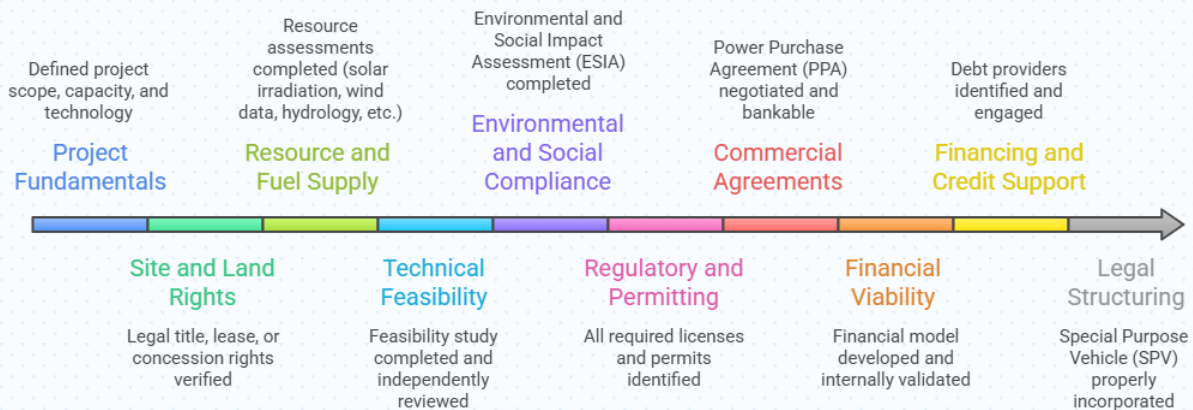 Defined project
scope, capacity, and
technology
Project
Fundamentals
Resource
assessments
completed (solar
irradiation, wind
data, hydrology, etc.)
Resource and
Fuel Supply
Environmental and
Social Impact
Assessment (ESIA)
completed
Environmental
and Social
Compliance
Power Purchase
Agreement (PPA)
negotiated and
bankable
Commercial
Agreements
Debt providers
identified and
engaged
Financing and
Credit Support
Site and Land
Rights
Legal title, lease, or
concession rights
verified
Technical
Feasibility
Feasibility study
completed and
independently
reviewed
Regulatory and
Permitting
All required licenses
and permits
identified
Financial
Viability
Financial model
developed and
internally validated
Legal
Structuring
Special Purpose
Vehicle (SPV)
properly
incorporated